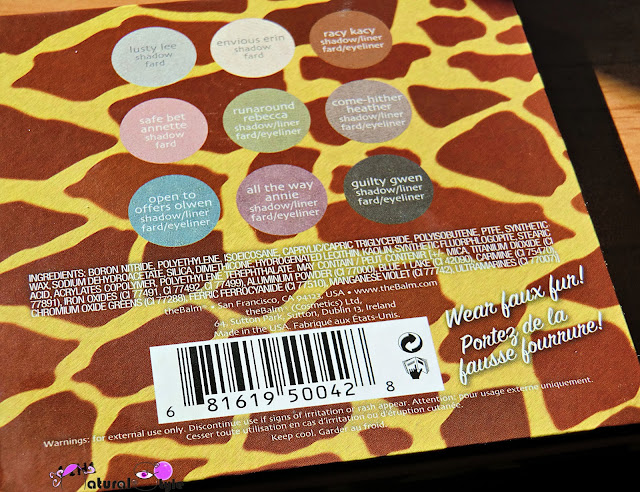 lusty lee
shadow
fard
envious erin
shadow
fard
racy kacy
shadow/liner
fard/eyeliner
safe bet
annette
shadow
fard
runaround
rebecca
shadow/liner
fard/eyeliner
come-hither
heather
shadow/liner
fard/eyeliner
open to
offers olwen
shadow/liner
fard/eyeliner
all the way
annie
shadow/liner
fard/eyeliner
guilty gwen
shadow/liner
fard/eyeliner
INGREDIENTS: BORON NITRIDE, POLYETHYLENE, ISOEICOSANE, CAPRYLIC/CAPRIC TRIGLYCERIDE, POLYISOBUTENE, PTFE, SYNTHETIC
WAX, SODIUM DEHYDROACETATE, SILICA, DIMETHICONE, HYDROGENATED LECITHIN, KAOLIN, SYNTHETIC FLUORPHLOGOPITE, STEARIC
ACID, ACRYLATES COPOLYMER, POLYETHYLENE TEREPHTHALATE. MAY CONTAIN / PEUT CONTENIR [+/-: MICA, TITANIUM DIOXIDE (CI
77891), IRON OXIDES (CI 77491, CI 77492, CI 77499), ALUMINUM POWDER (CI 77000), BLUE 1 LAKE (CI 42090), CARMINE (CI 75470),
CHROMIUM OXIDE GREENS (CI 77288), FERRIC FERROCYANIDE (CI 77510), MANGANESE VIOLET (CI 77742), ULTRAMARINES (CI 77007)]
theBalm® • San Francisco, CA 94123, USA • www.theBalm.com
theBalm® (Cosmetics) Ltd,
64, Sutton Park, Sutton, Dublin 13, Ireland
Made in the USA. Fabriqué aux États-Unis.
Wear faux fur!
Portez de la
fausse fourrure!
6 81619 50042 8
Warnings: for external use only. Discontinue use if signs of irritation or rash appear. Attention: pour usage externe uniquement.
Cesser toute utilisation en cas d'irritation ou d'éruption cutanée.
Keep cool. Garder au froid.
Natural Style